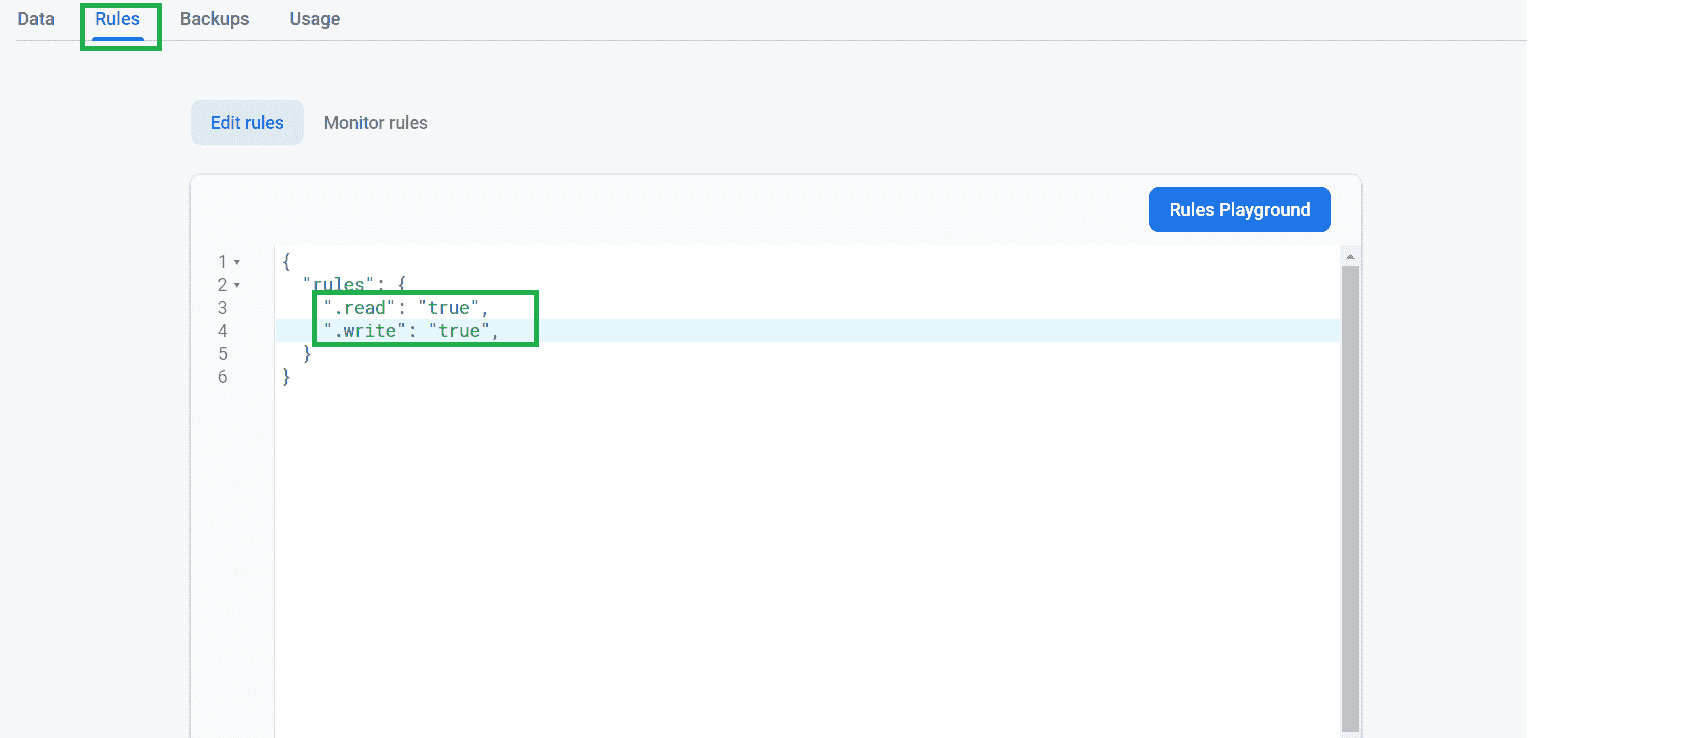 Data Rules Backups Usage
Edit rules Monitor rules
Rules Playground
1 {
2 "rules": {
3 ".read": "true",
4 ".write": "true",
5 }
6 }